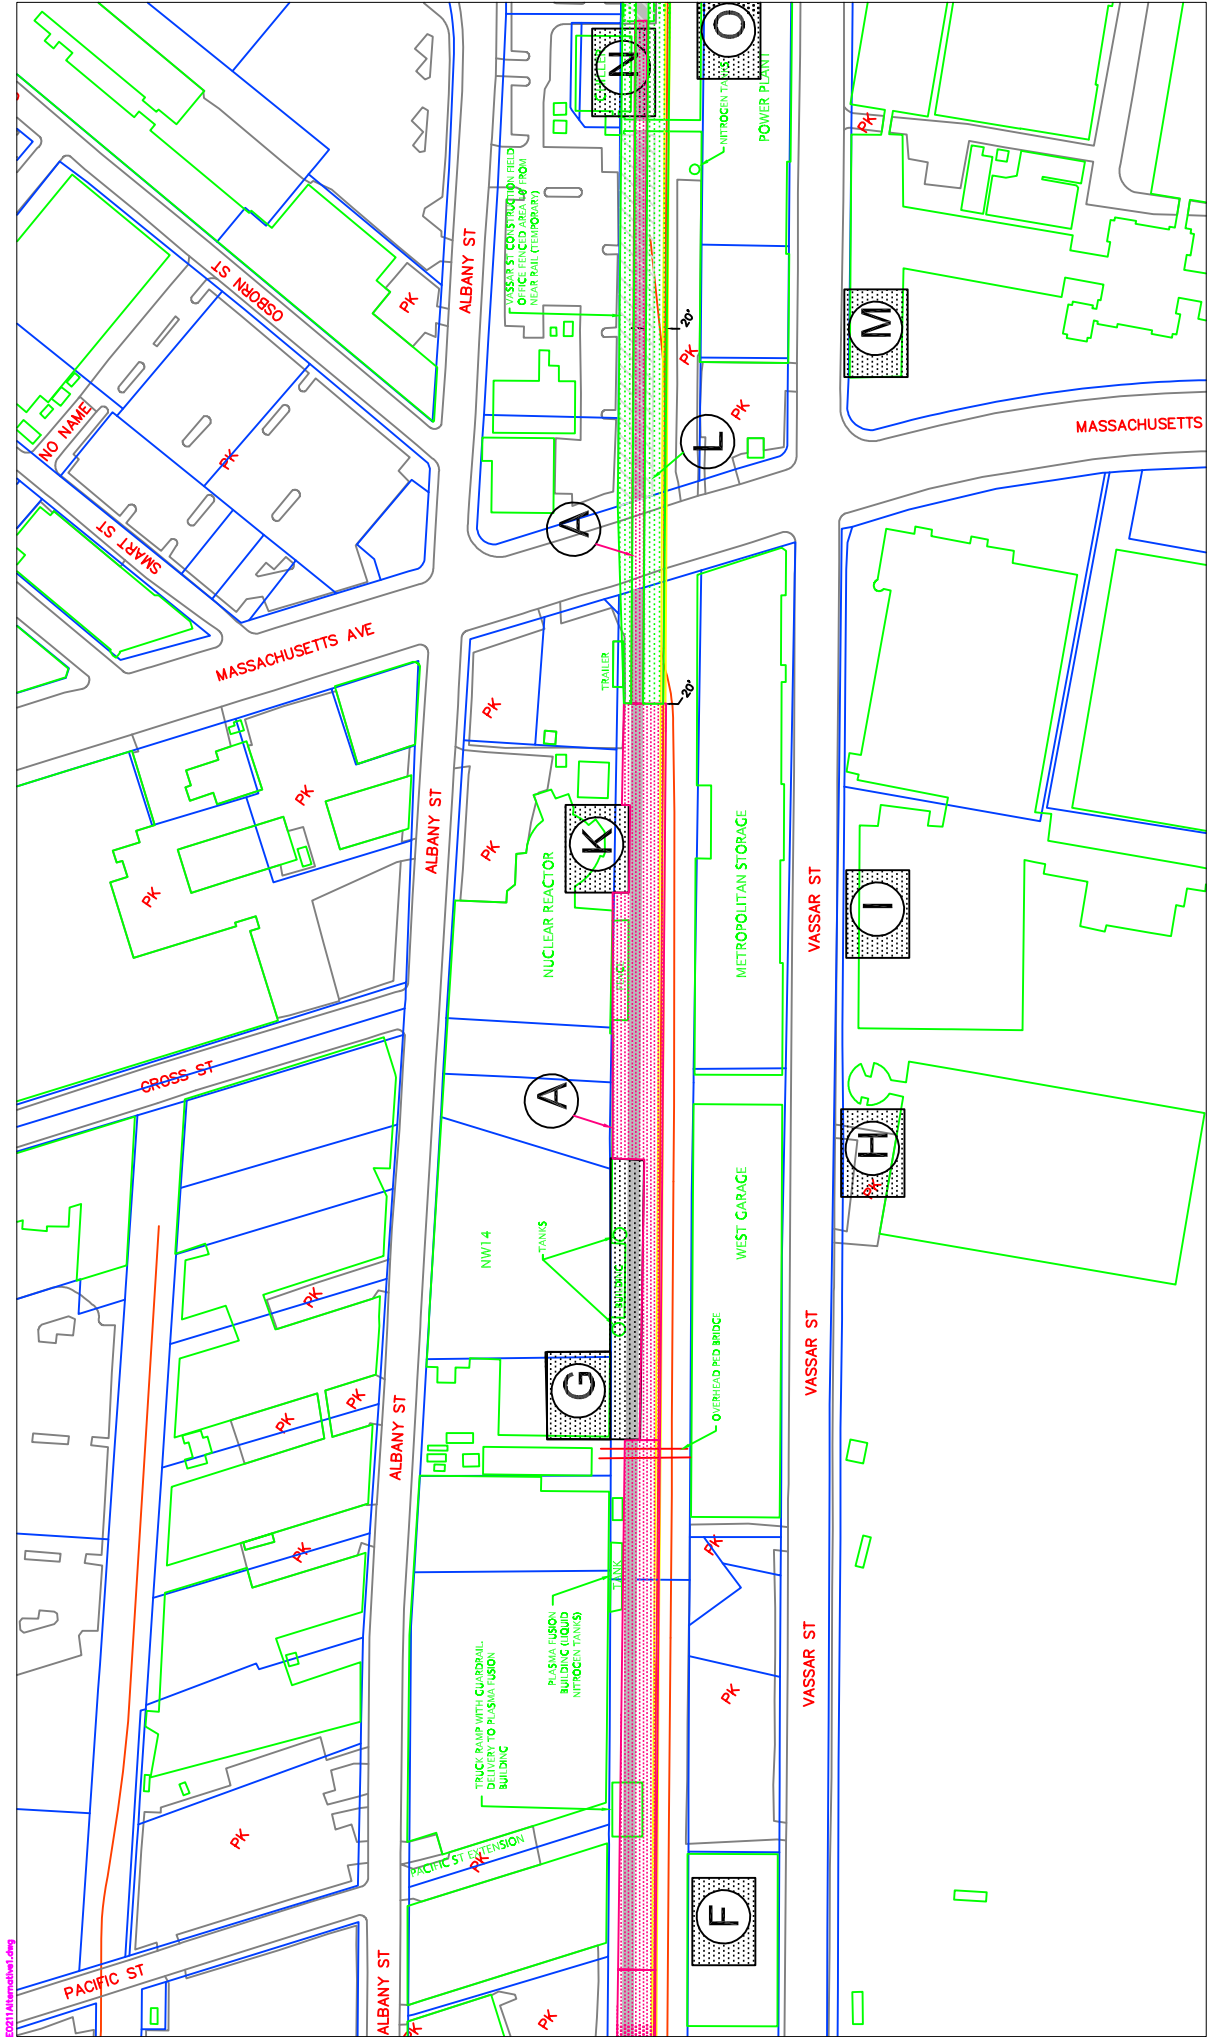 N
O
CHILLER
NITROGEN TANKS
POWER PLANT
PK
VASSAR ST CONSTRUCTION FIELD
OFFICE FENCED AREA
FROM
NEAR RAIL (TEMPORARY)
OSBORN ST
ALBANY ST
PK
M
20'
PK
NO NAME
PK
PK
L
MASSACHUSETTS
SMART ST
A
MASSACHUSETTS AVE
TRAILER
PK
20'
PK
ALBANY ST
PK
K
PK
NUCLEAR REACTOR
METROPOLITAN STORAGE
VASSAR ST
I
CROSS ST
A
H
PK
NW14
TANKS
WEST GARAGE
PK
G
OVERHEAD PED BRIDGE
VASSAR ST
PK
PK
ALBANY ST
PK
PK
TANK
PLASMA FUSION
BUILDING (LIQUID
NITROGEN TANKS)
TRUCK RAMP WITH GUARDRAIL.
DELIVERY TO PLASMA FUSION
BUILDING
PK
VASSAR ST
PK
PACIFIC ST EXTENSION
PK
F
PACIFIC ST
ALBANY ST
PK
PK
E0211Alternative1.dwg